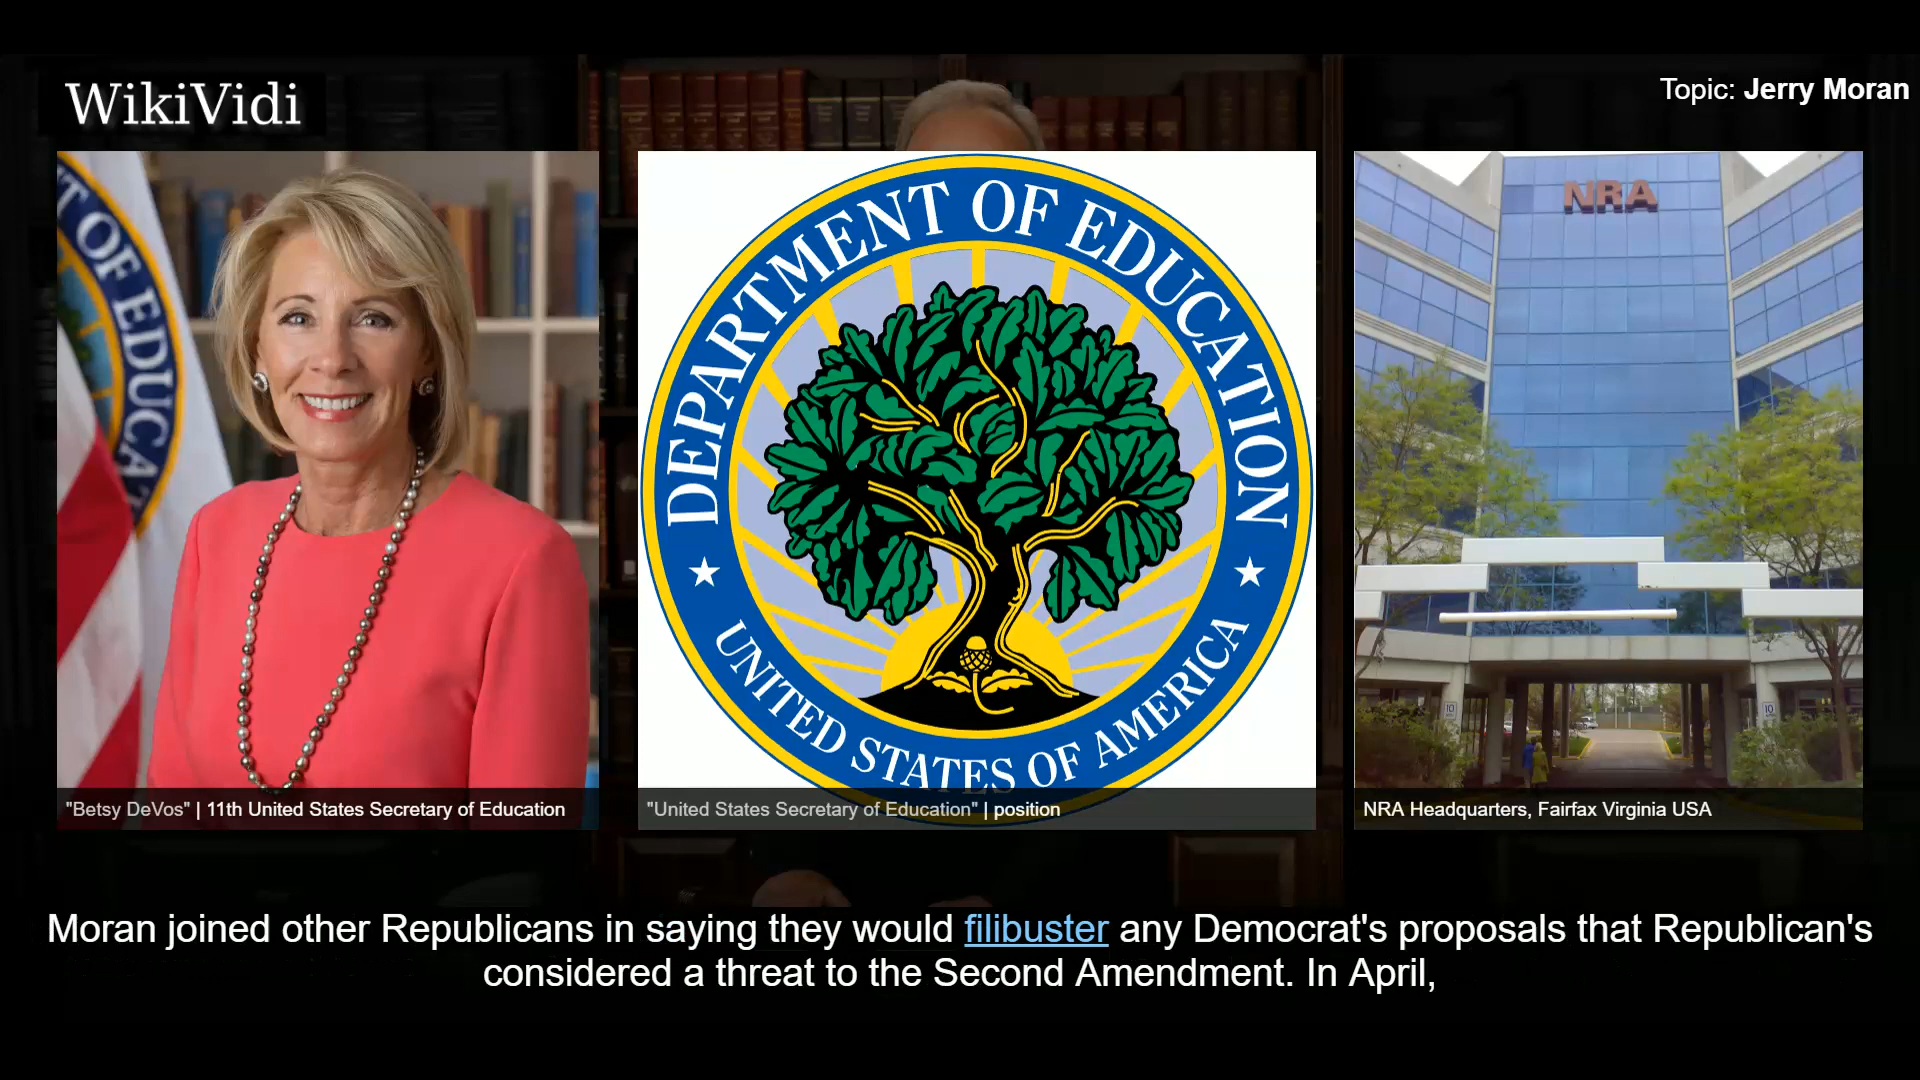 WikiVidi
Topic: Jerry Moran
T OF EDUCA
DEPARTMENT OF EDUCATION
UNITED STATES OF AMERICA
NRA
10
10
"Betsy DeVos" | 11th United States Secretary of Education
"United States Secretary of Education" | position
NRA Headquarters, Fairfax Virginia USA
Moran joined other Republicans in saying they would filibuster any Democrat's proposals that Republican's
considered a threat to the Second Amendment. In April,